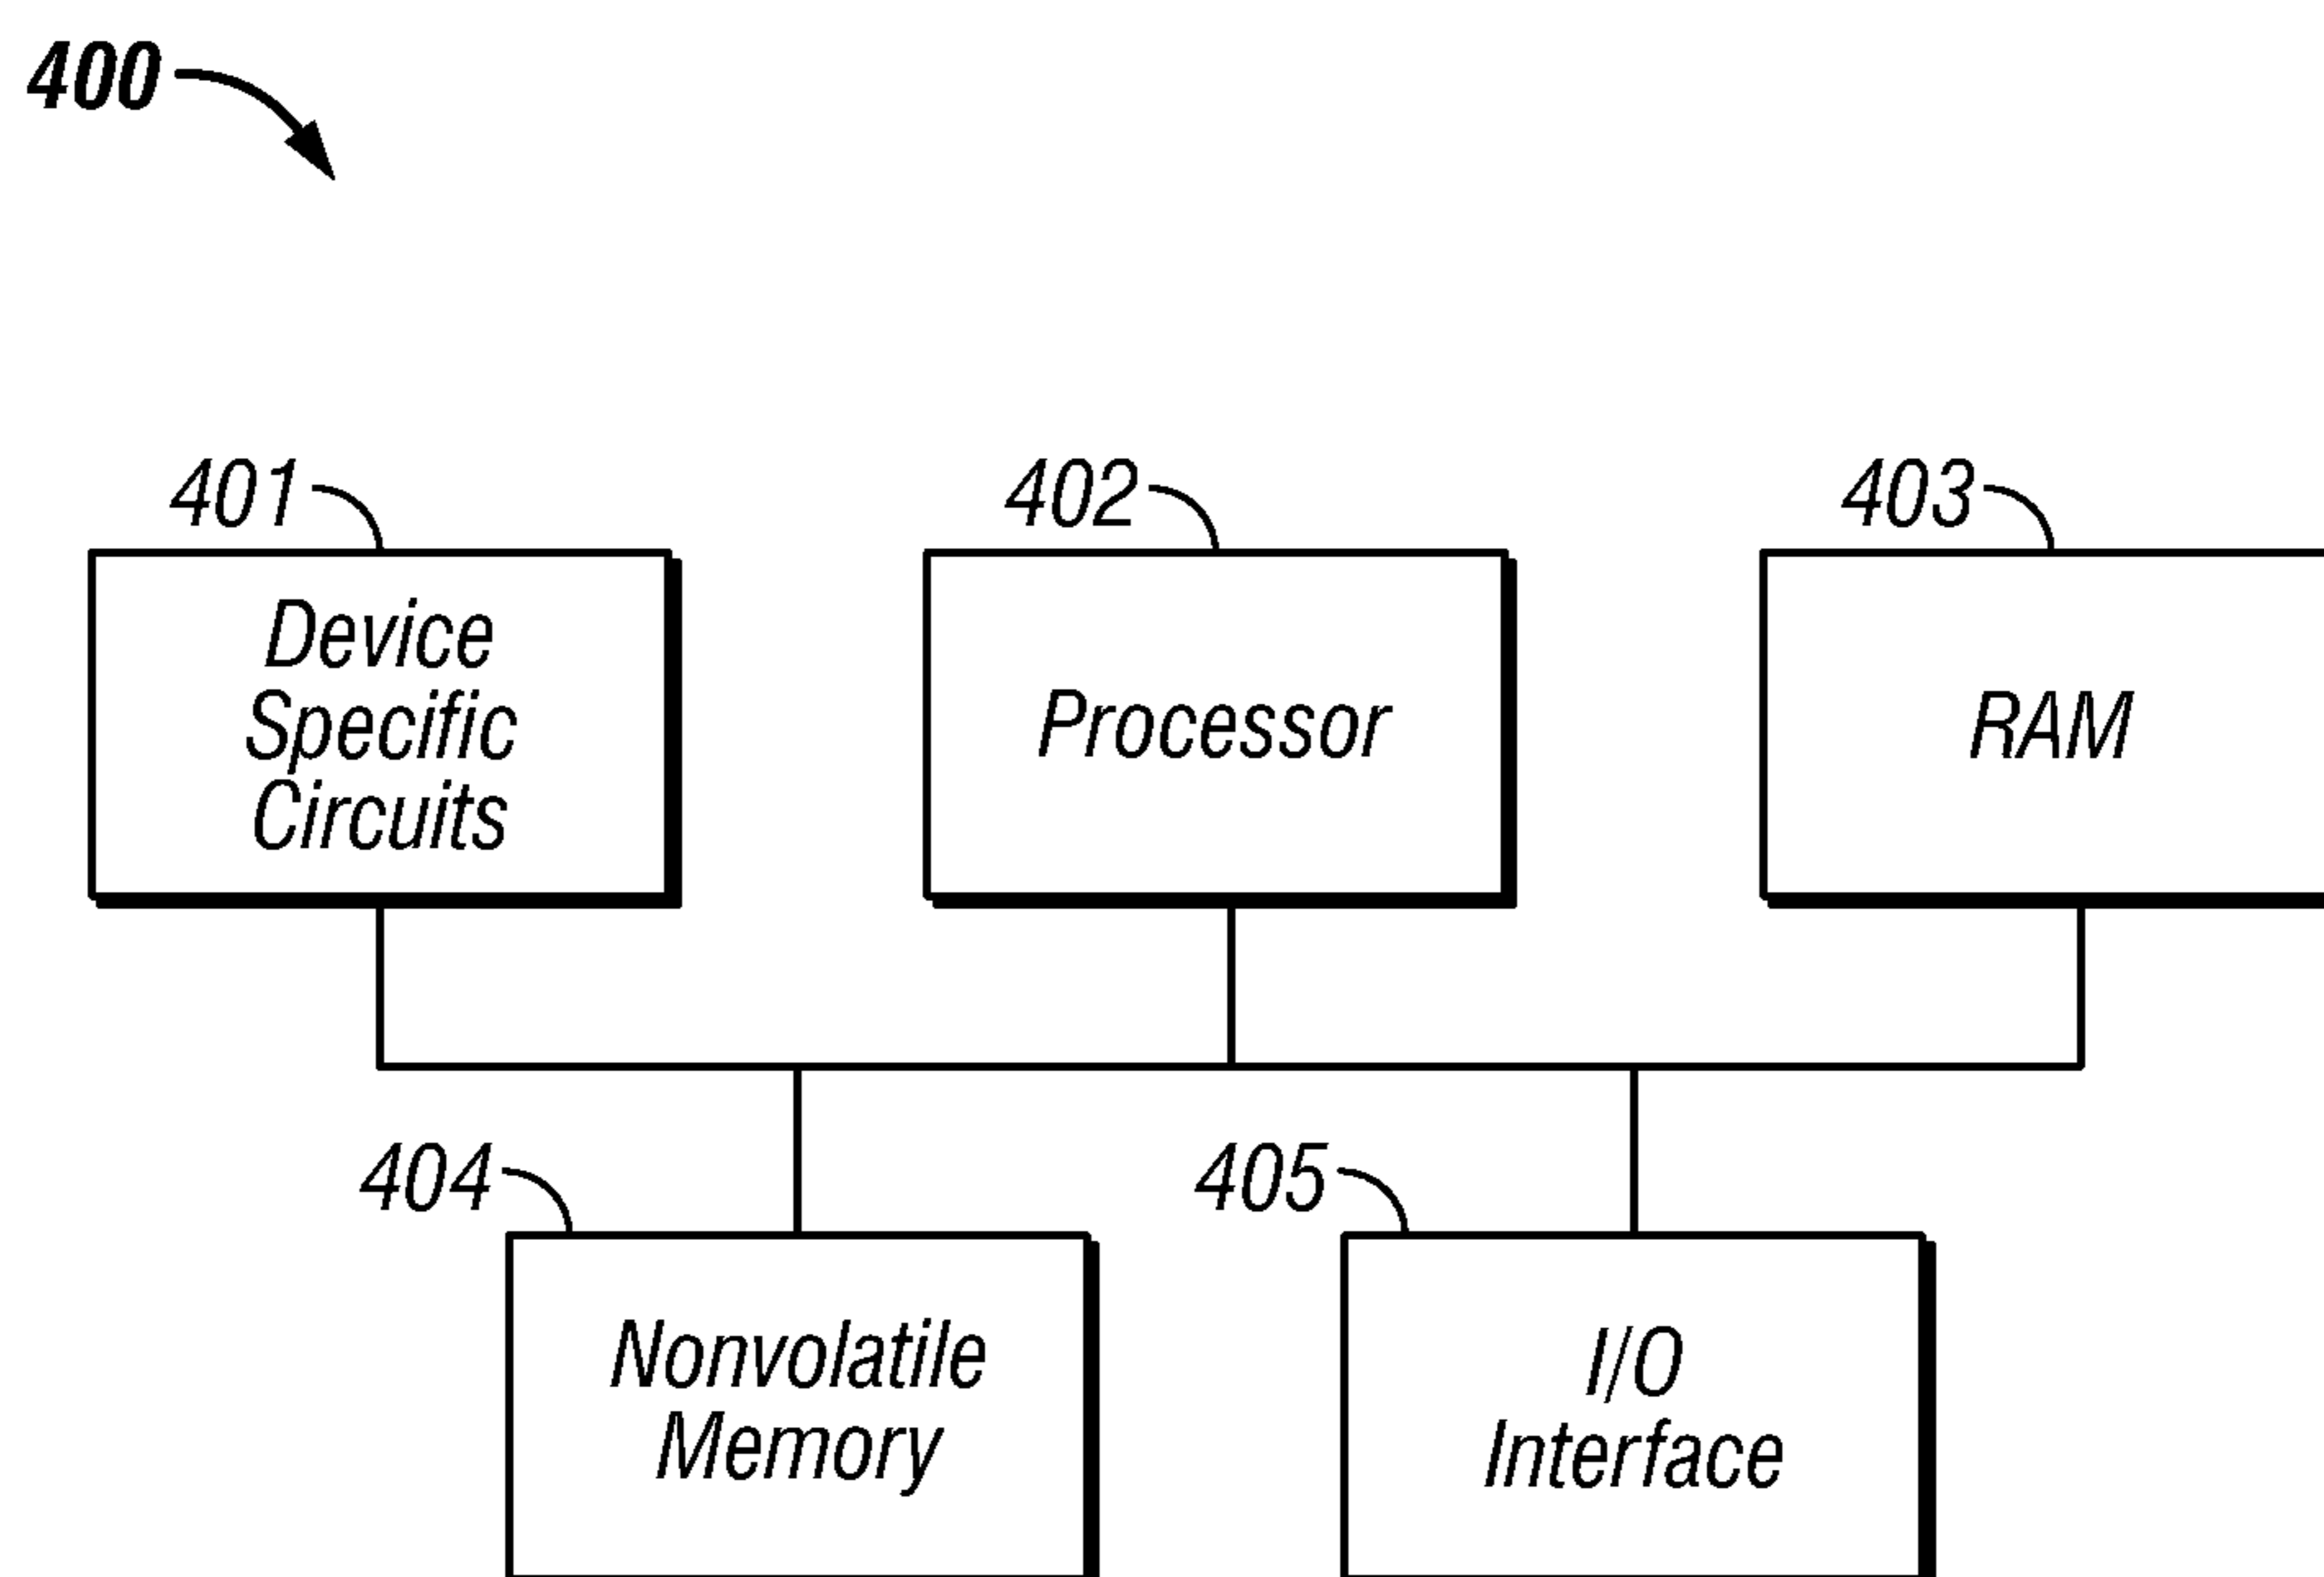 400
401
402
403
Device
Specific
Circuits
Processor
RAM
404
405
Nonvolatile
Memory
I/O
Interface